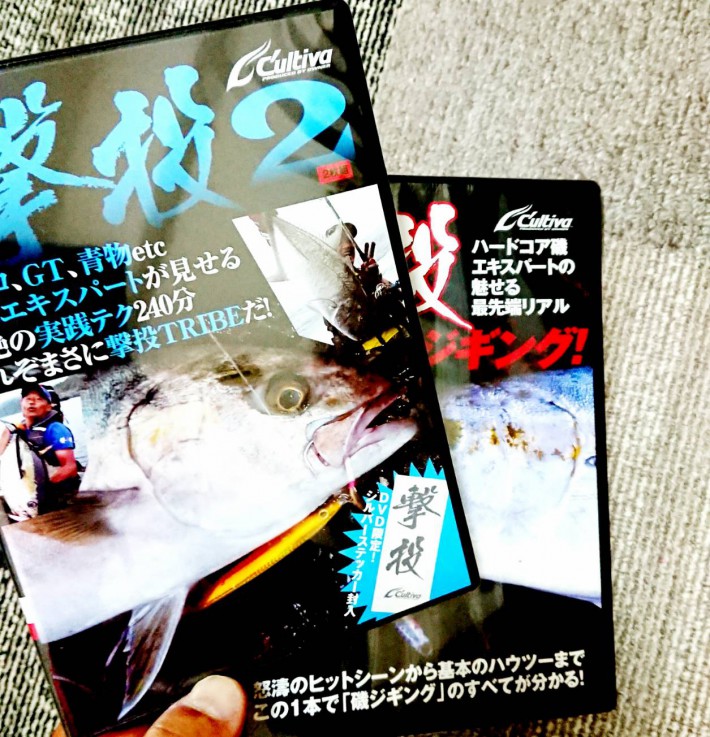 Cultiva
PRODUCED BY OWNER
撃投2
2枚組
、GT、青物etc
エキスパートが見せる
の実践テク240分
ぞまさに撃投TRIBEだ!
DVD限定!
シルバーステッカー封入
撃投
Cultiva
Cultiva
投
ハードコア磯
エキスパートの
魅せる
最先端リアル
ジギング!
怒濤のヒットシーンから基本のハウツーまで
この1本で「磯ジギング」のすべてが分かる!